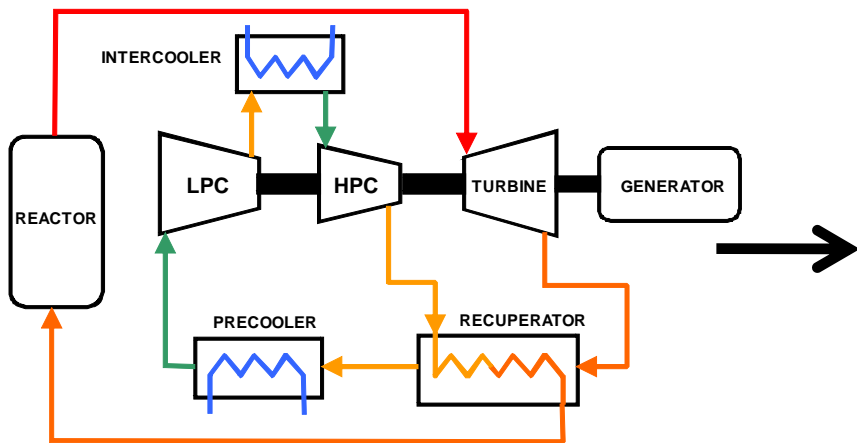 INTERCOOLER
LPC
HPC
TURBINE
GENERATOR
REACTOR
PRECOOLER
RECUPERATOR